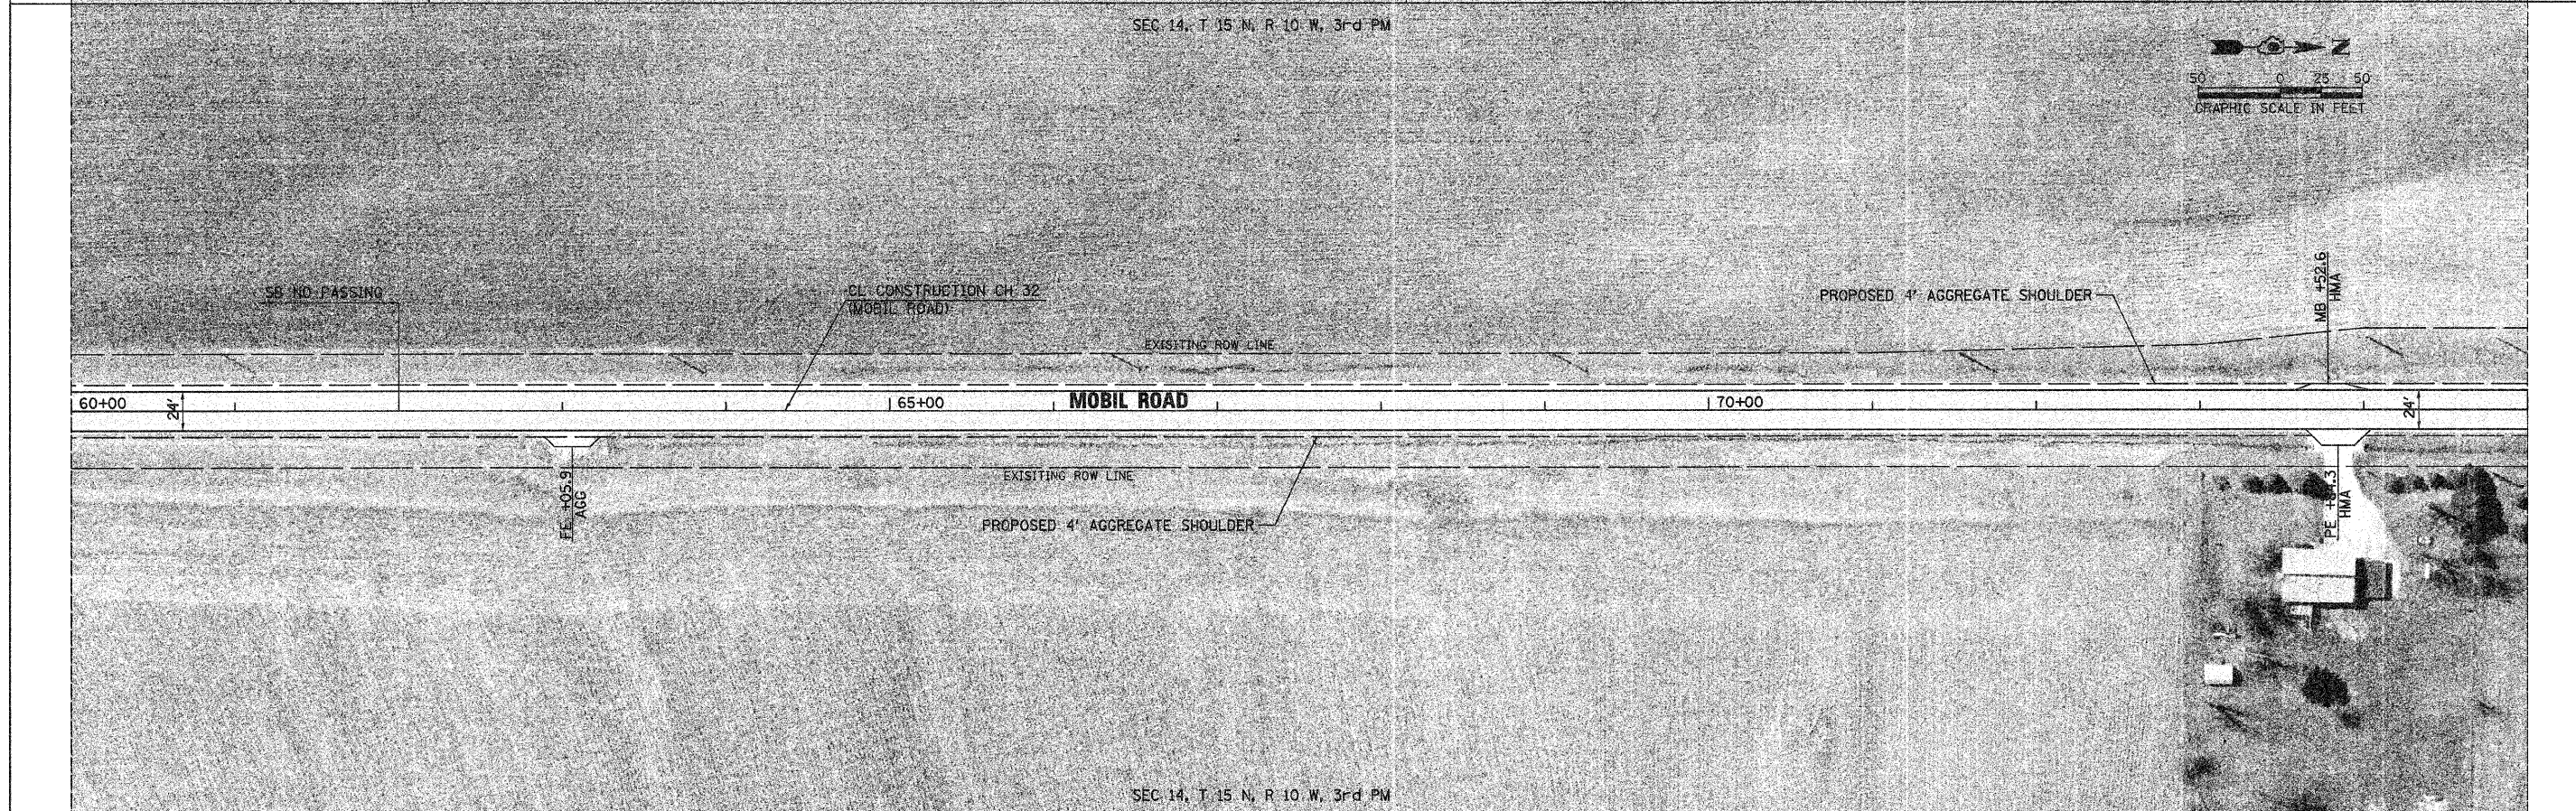 SEC 14, T 15 N, R 10 W, 3rd PM
N
50 0 25 50
GRAPHIC SCALE IN FEET
SB NO PASSING
CL CONSTRUCTION CH 32
(MOBIL ROAD)
PROPOSED 4' AGGREGATE SHOULDER
MB +52.6
HMA
EXISITING ROW LINE
60+00
24'
65+00
MOBIL ROAD
70+00
24'
FE +05.9
AGG
EXISITING ROW LINE
PROPOSED 4' AGGREGATE SHOULDER
PE
HMA
SEC 14, T 15 N, R 10 W, 3rd PM